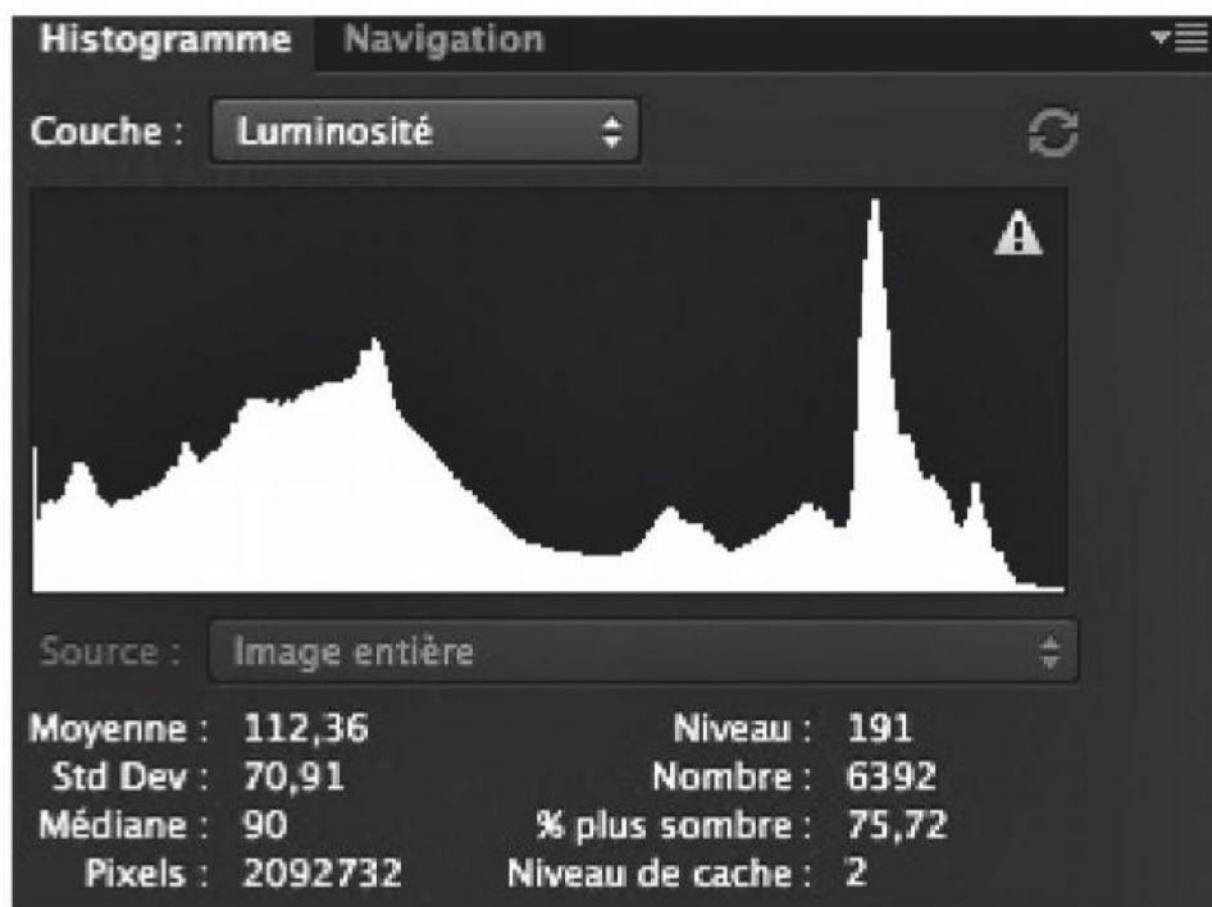 Histogramme Navigation
Couche : Luminosité
Source : Image entière
Moyenne : 112,36 Niveau : 191
Std Dev : 70,91 Nombre : 6392
Médiane : 90 % plus sombre : 75,72
Pixels : 2092732 Niveau de cache : 2